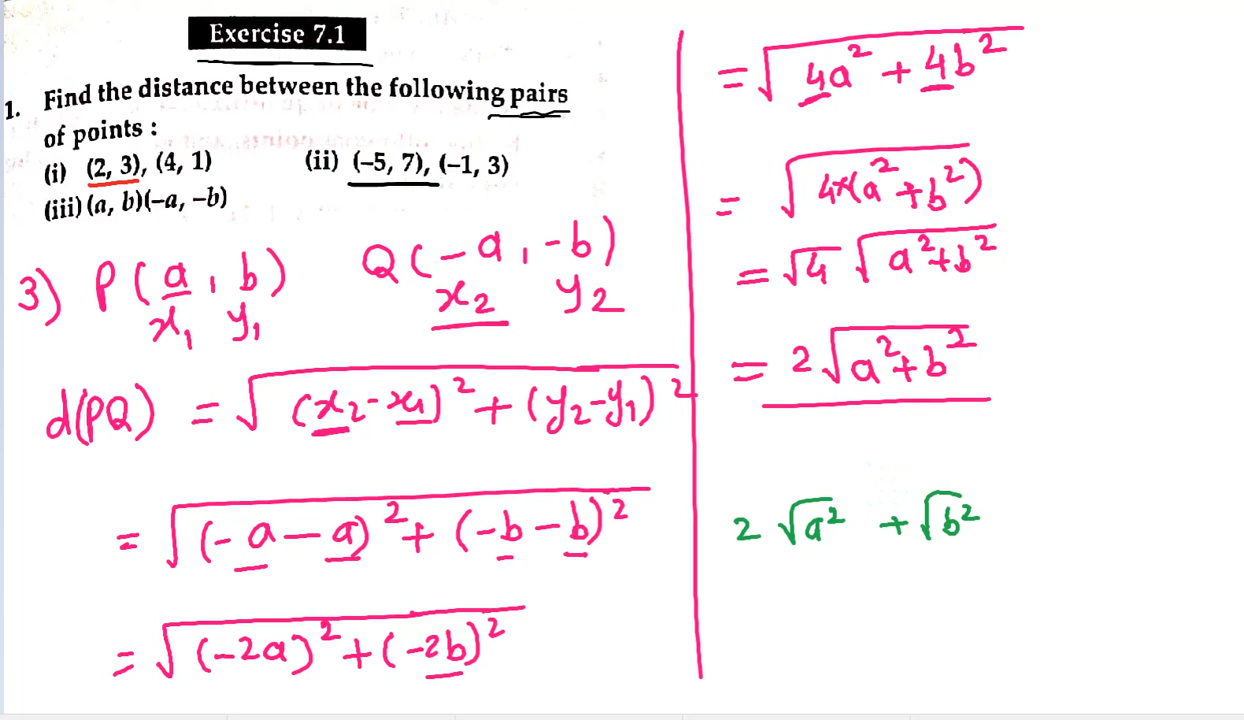 Exercise 7.1
1. Find the distance between the following pairs
of points :
(i) (2, 3), (4, 1) (ii) (–5, 7), (–1, 3)
(iii) (a, b)(–a, –b)
3) P(a, b) Q(-a, -b)
x₁ y₁ x₂ y₂
d(PQ) = √((x₂-x₁)² + (y₂-y₁)²)
= √((-a-a)² + (-b-b)²)
= √((-2a)² + (-2b)²)
= √(4a² + 4b²)
= √(4×(a²+b²))
= √4 √(a²+b²)
= 2√(a²+b²)
2 √a² + √b²